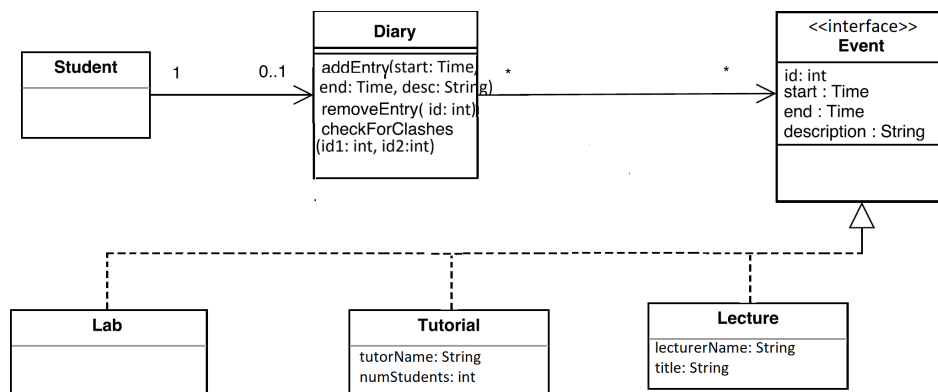 Student
1
0..1
Diary
addEntry(start: Time,
end: Time, desc: String)
removeEntry( id: int)
checkForClashes
(id1: int, id2:int)
*
*
<<interface>>
Event
id: int
start : Time
end : Time
description : String
Lab
Tutorial
tutorName: String
numStudents: int
Lecture
lecturerName: String
title: String